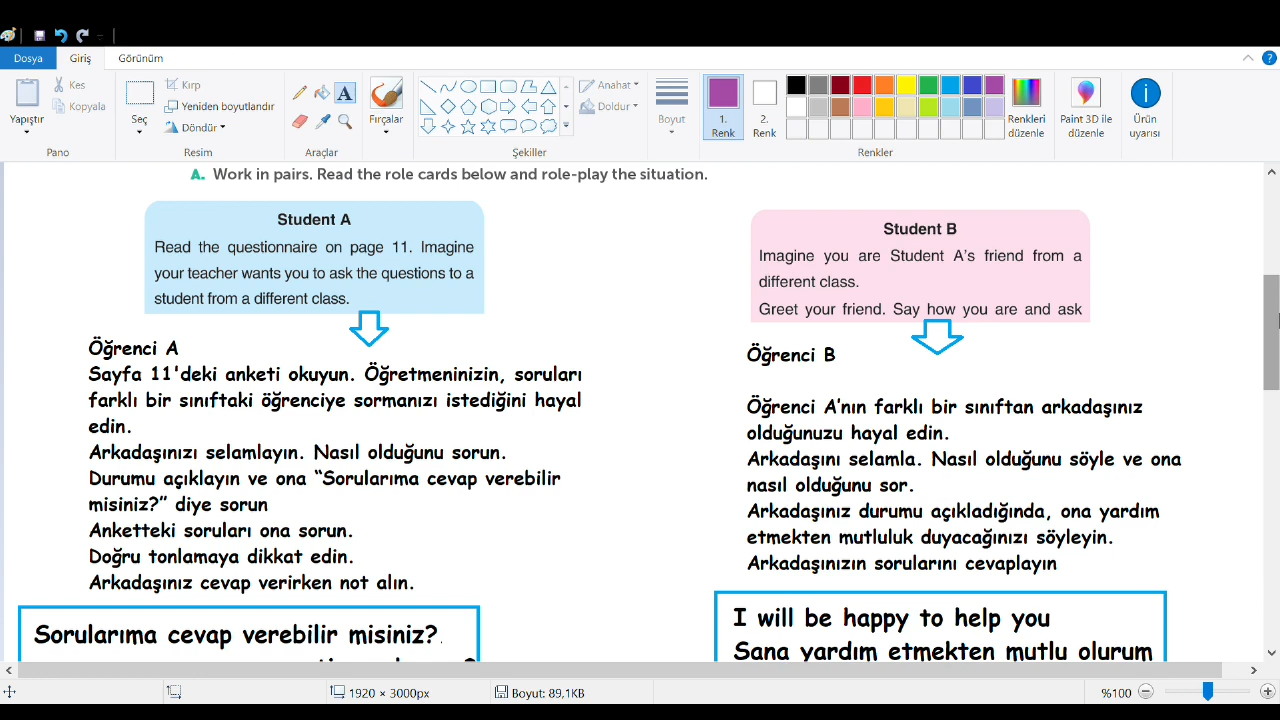 Dosya
Giriş
Görünüm
Yapıştır
Kes
Kopyala
Pano
Seç
Kırp
Yeniden boyutlandır
Döndür
Resim
Araçlar
Fırçalar
Şekiller
Anahat
Doldur
Boyut
1.
Renk
2.
Renk
Renkler
Renkleri
düzenle
Paint 3D ile
düzenle
Ürün
uyarısı
A. Work in pairs. Read the role cards below and role-play the situation.
Student A
Read the questionnaire on page 11. Imagine
your teacher wants you to ask the questions to a
student from a different class.
Öğrenci A
Sayfa 11'deki anketi okuyun. Öğretmeninizin, soruları
farklı bir sınıftaki öğrenciye sormanızı istediğini hayal
edin.
Arkadaşınızı selamlayın. Nasıl olduğunu sorun.
Durumu açıklayın ve ona “Sorularıma cevap verebilir
misiniz?” diye sorun
Anketteki soruları ona sorun.
Doğru tonlamaya dikkat edin.
Arkadaşınız cevap verirken not alın.
Sorularıma cevap verebilir misiniz?.
Student B
Imagine you are Student A’s friend from a
different class.
Greet your friend. Say how you are and ask
Öğrenci B
Öğrenci A’nın farklı bir sınıftan arkadaşınız
olduğunuzu hayal edin.
Arkadaşını selamla. Nasıl olduğunu söyle ve ona
nasıl olduğunu sor.
Arkadaşınız durumu açıkladığında, ona yardım
etmekten mutluluk duyacağınızı söyleyin.
Arkadaşınızın sorularını cevaplayın
I will be happy to help you
Sana yardım etmekten mutlu olurum
1920 × 3000px
Boyut: 89,1KB
%100